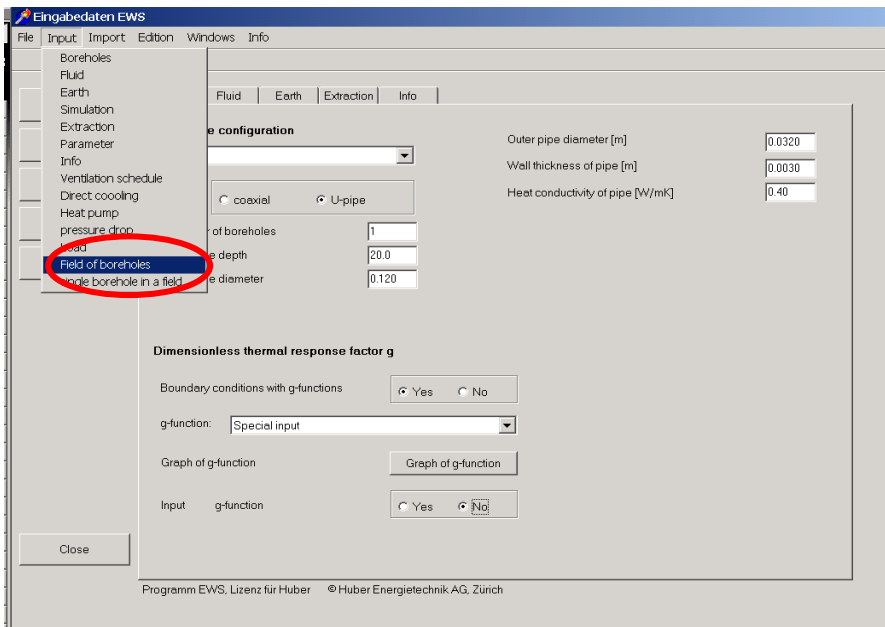 Eingabedaten EWS
File Input Import Edition Windows Info
Boreholes
Fluid
Earth
Simulation
Extraction
Parameter
Info
Ventilation schedule
Direct coooling
Heat pump
pressure drop
Load
Field of boreholes
single borehole in a field
Fluid Earth Extraction Info
configuration
coaxial U-pipe
of boreholes 1
depth 20.0
diameter 0.120
Outer pipe diameter [m] 0.0320
Wall thickness of pipe [m] 0.0030
Heat conductivity of pipe [W/mK] 0.40
Dimensionless thermal response factor g
Boundary conditions with g-functions Yes No
g-function: Special input
Graph of g-function Graph of g-function
Input g-function Yes No
Close
Programm EWS, Lizenz für Huber © Huber Energietechnik AG, Zürich